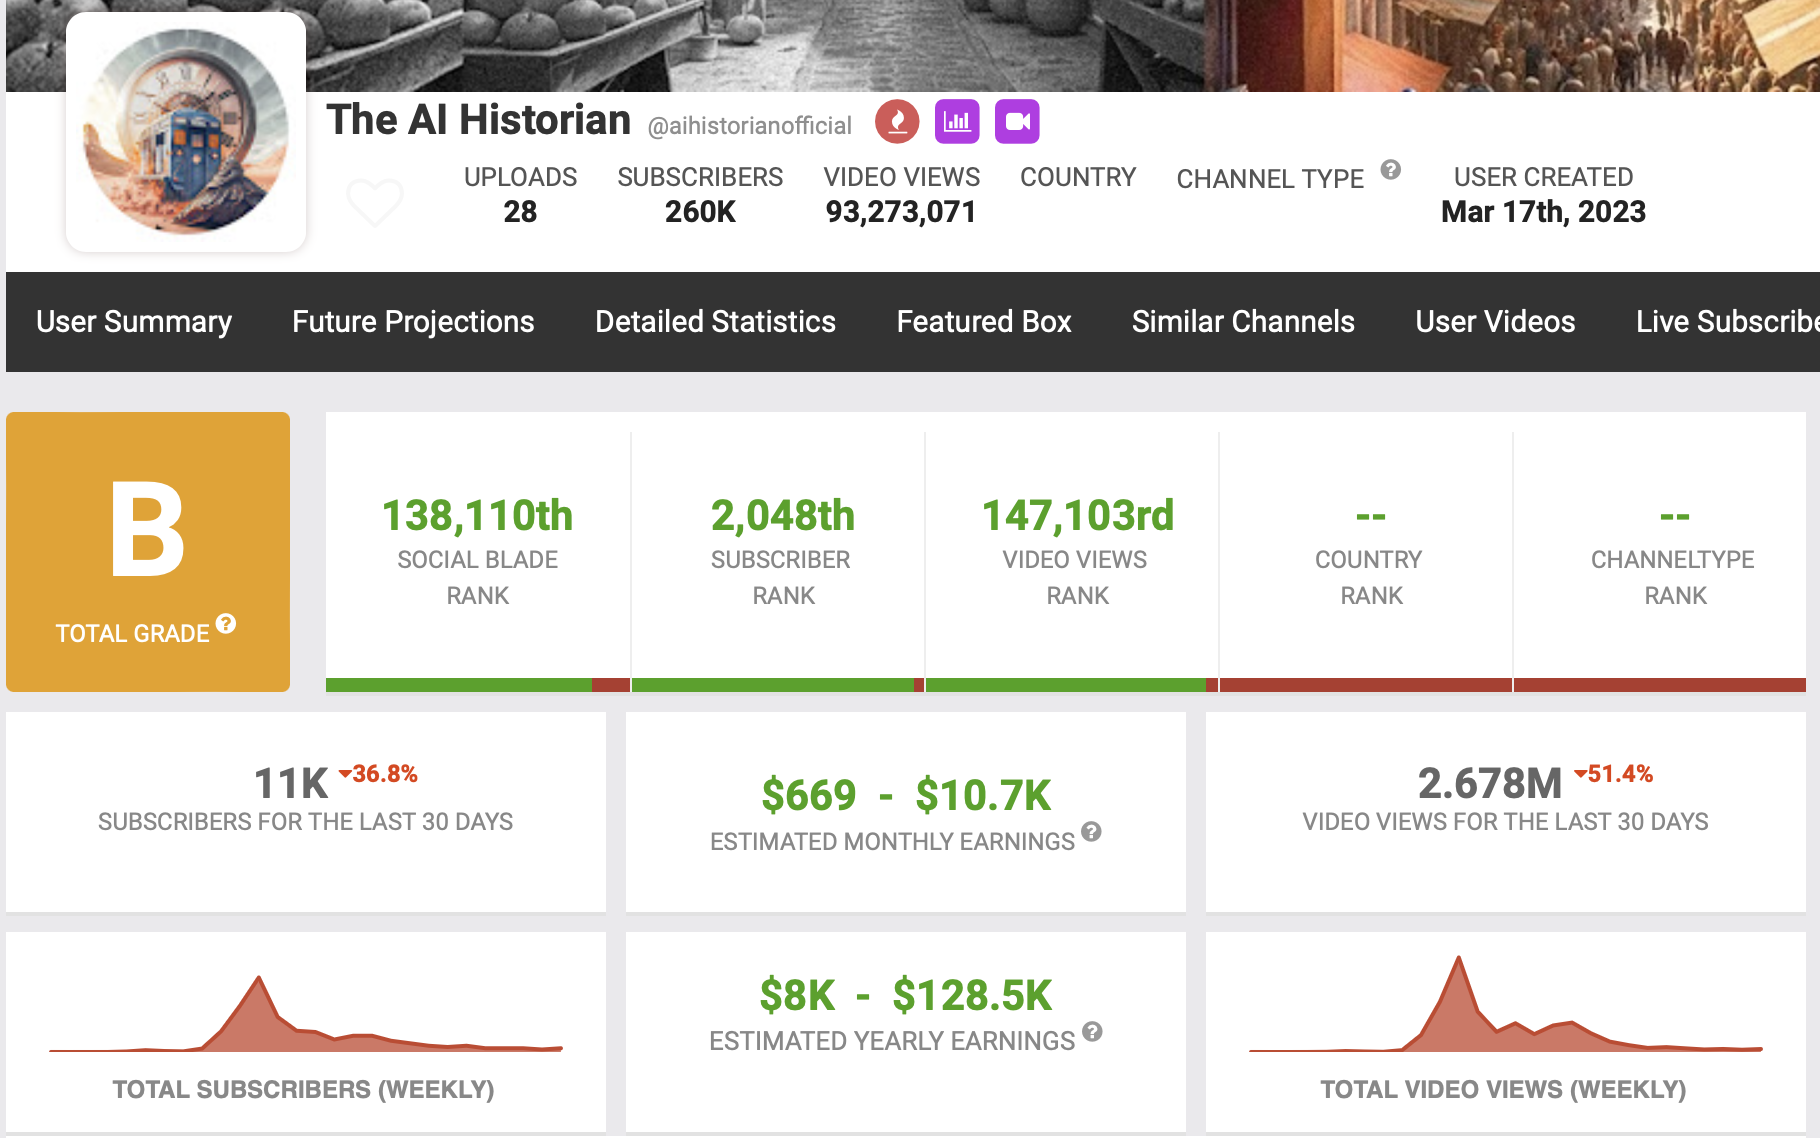 The AI Historian @aihistorianofficial
UPLOADS SUBSCRIBERS VIDEO VIEWS COUNTRY CHANNEL TYPE ? USER CREATED
28 260K 93,273,071 Mar 17th, 2023
User Summary Future Projections Detailed Statistics Featured Box Similar Channels User Videos Live Subscribe
B
TOTAL GRADE ?
138,110th
SOCIAL BLADE
RANK
2,048th
SUBSCRIBER
RANK
147,103rd
VIDEO VIEWS
RANK
--
COUNTRY
RANK
--
CHANNELTYPE
RANK
11K 36.8%
SUBSCRIBERS FOR THE LAST 30 DAYS
$669 - $10.7K
ESTIMATED MONTHLY EARNINGS ?
2.678M 51.4%
VIDEO VIEWS FOR THE LAST 30 DAYS
TOTAL SUBSCRIBERS (WEEKLY)
$8K - $128.5K
ESTIMATED YEARLY EARNINGS ?
TOTAL VIDEO VIEWS (WEEKLY)